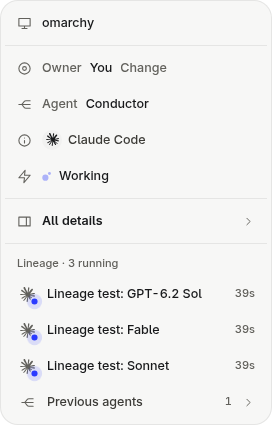 omarchy
Owner You Change
Agent Conductor
Claude Code
Working
All details
Lineage · 3 running
Lineage test: GPT-6.2 Sol 39s
Lineage test: Fable 39s
Lineage test: Sonnet 39s
Previous agents 1